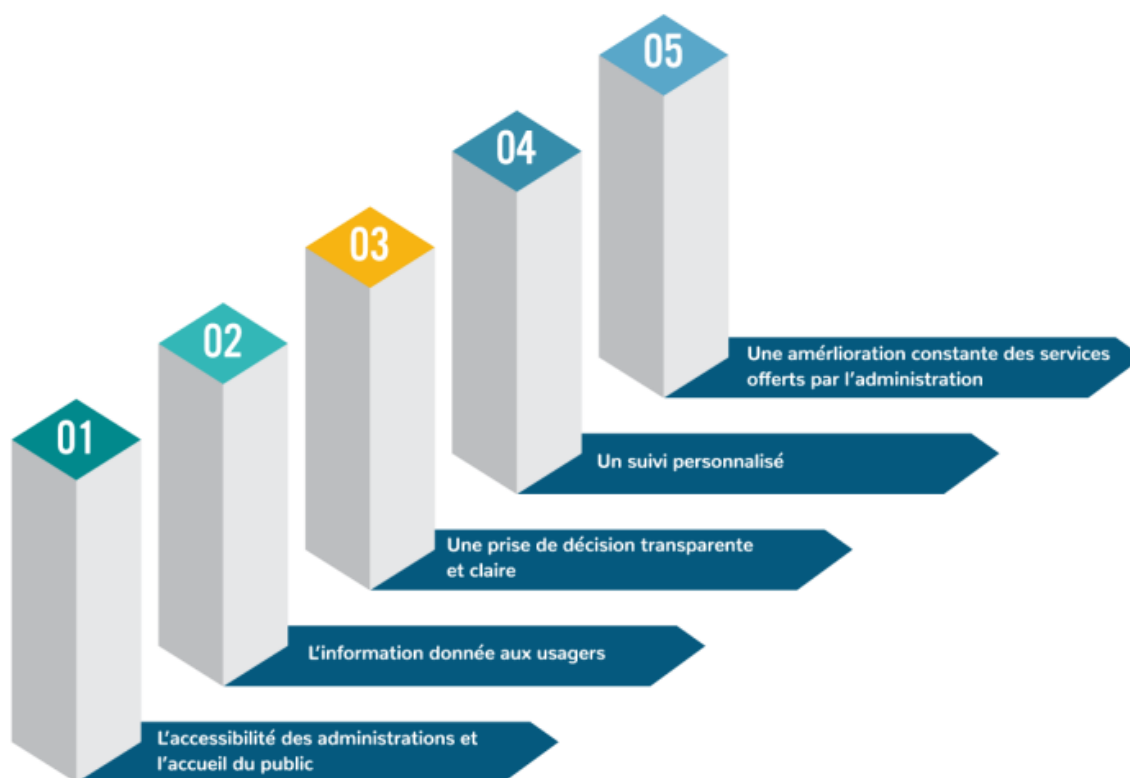 05
Une amérlioration constante des services
offerts par l'administration
04
Un suivi personnalisé
03
Une prise de décision transparente
et claire
02
L'information donnée aux usagers
01
L'accessibilité des administrations et
l'accueil du public